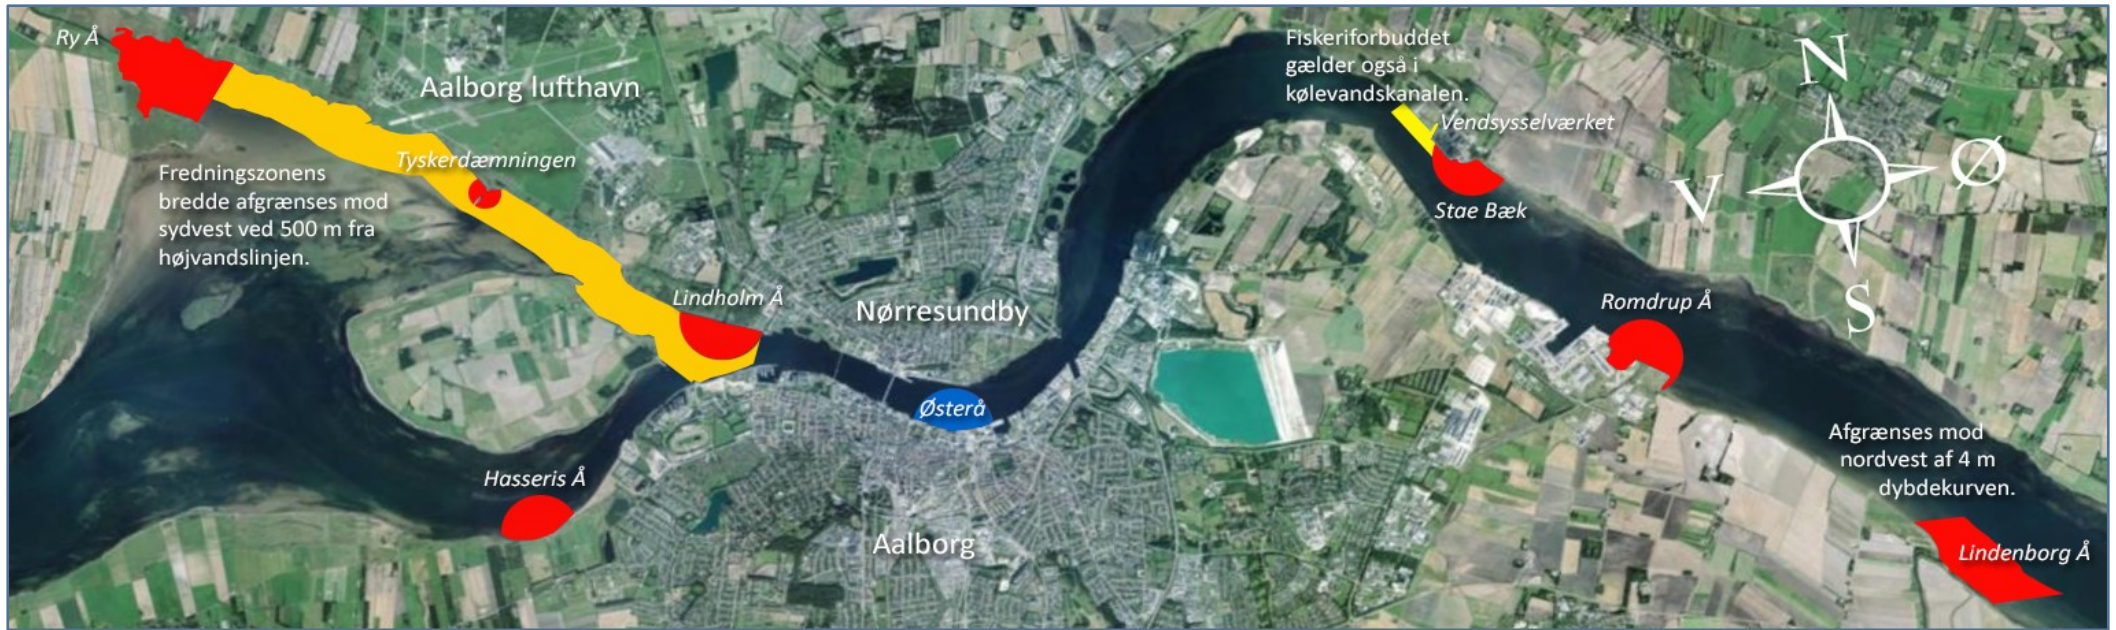 Ry Å
Aalborg lufthavn
Tyskerdæmningen
Fredningszonens
bredde afgrænses mod
sydvest ved 500 m fra
højvandslinjen.
Lindholm Å
Nørresundby
Østerå
Hasseris Å
Aalborg
Fiskeriforbuddet
gælder også i
kølevandskanalen.
Vendsysselværket
Stae Bæk
N
V
Ø
S
Romdrup Å
Afgrænses mod
nordvest af 4 m
dybdekurven.
Lindenborg Å